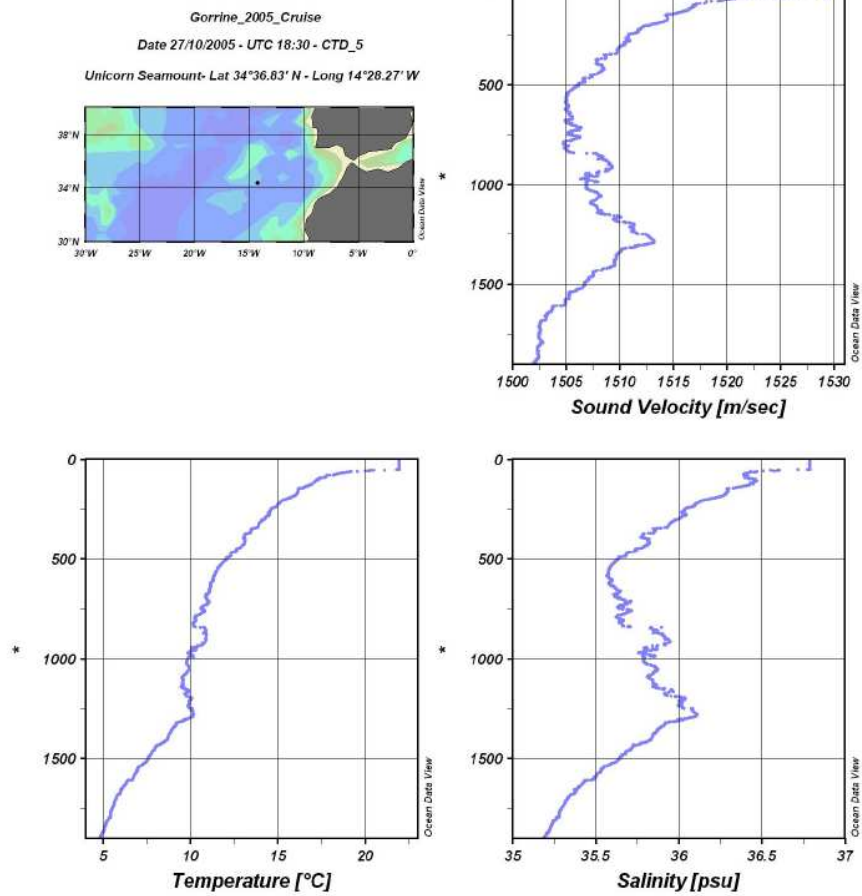 Gorrine_2005_Cruise
Date 27/10/2005 - UTC 18:30 - CTD_5
Unicorn Seamount- Lat 34°36.83' N - Long 14°28.27' W
38°N
34°N
30°N
30°W 25°W 20°W 15°W 10°W 5°W 0°
Ocean Data View
*
500
1000
1500
1500 1505 1510 1515 1520 1525 1530
Sound Velocity [m/sec]
Ocean Data View
*
0
500
1000
1500
5 10 15 20
Temperature [°C]
Ocean Data View
*
0
500
1000
1500
35 35.5 36 36.5 37
Salinity [psu]
Ocean Data View